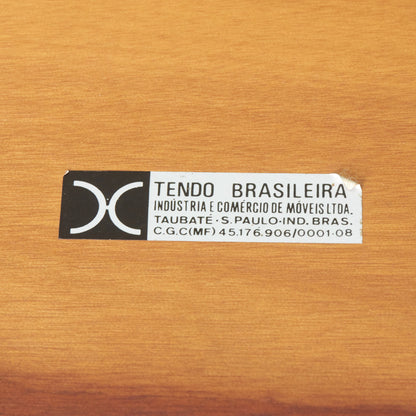 TENDO BRASILEIRA
INDÚSTRIA E COMÉRCIO DE MÓVEIS LTDA.
TAUBATÉ · S. PAULO · IND. BRAS.
C.G.C(MF) 45.176.906/0001-08